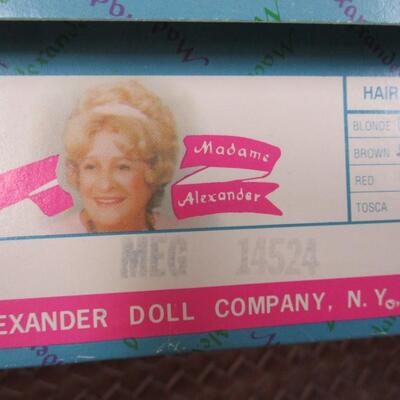 Madame
Alexander
HAIR
BLONDE
BROWN
RED
TOSCA
MEG 14524
EXANDER DOLL COMPANY, N. Y.